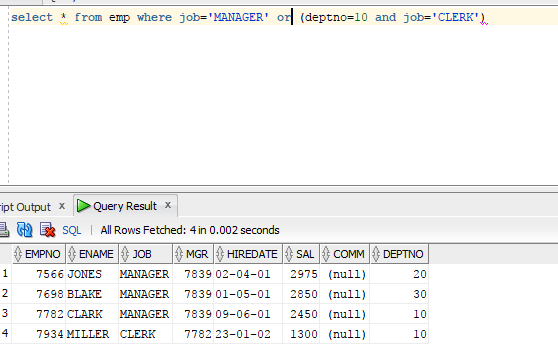 select * from emp where job='MANAGER' or (deptno=10 and job='CLERK')
ript Output x Query Result x
SQL | All Rows Fetched: 4 in 0.002 seconds
EMPNO ENAME JOB MGR HIREDATE SAL COMM DEPTNO
1 7566 JONES MANAGER 7839 02-04-01 2975 (null) 20
2 7698 BLAKE MANAGER 7839 01-05-01 2850 (null) 30
3 7782 CLARK MANAGER 7839 09-06-01 2450 (null) 10
4 7934 MILLER CLERK 7782 23-01-02 1300 (null) 10